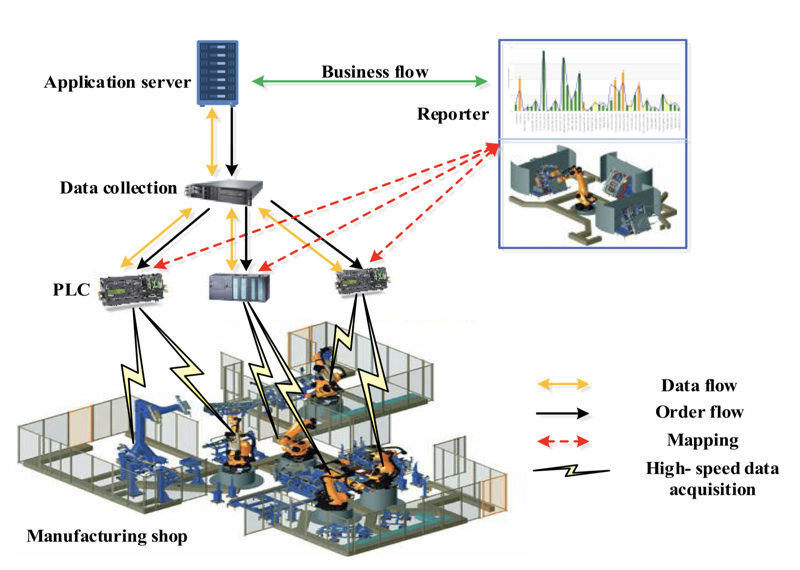 Application server
Business flow
Reporter
Data collection
PLC
Data flow
Order flow
Mapping
High- speed data
acquisition
Manufacturing shop